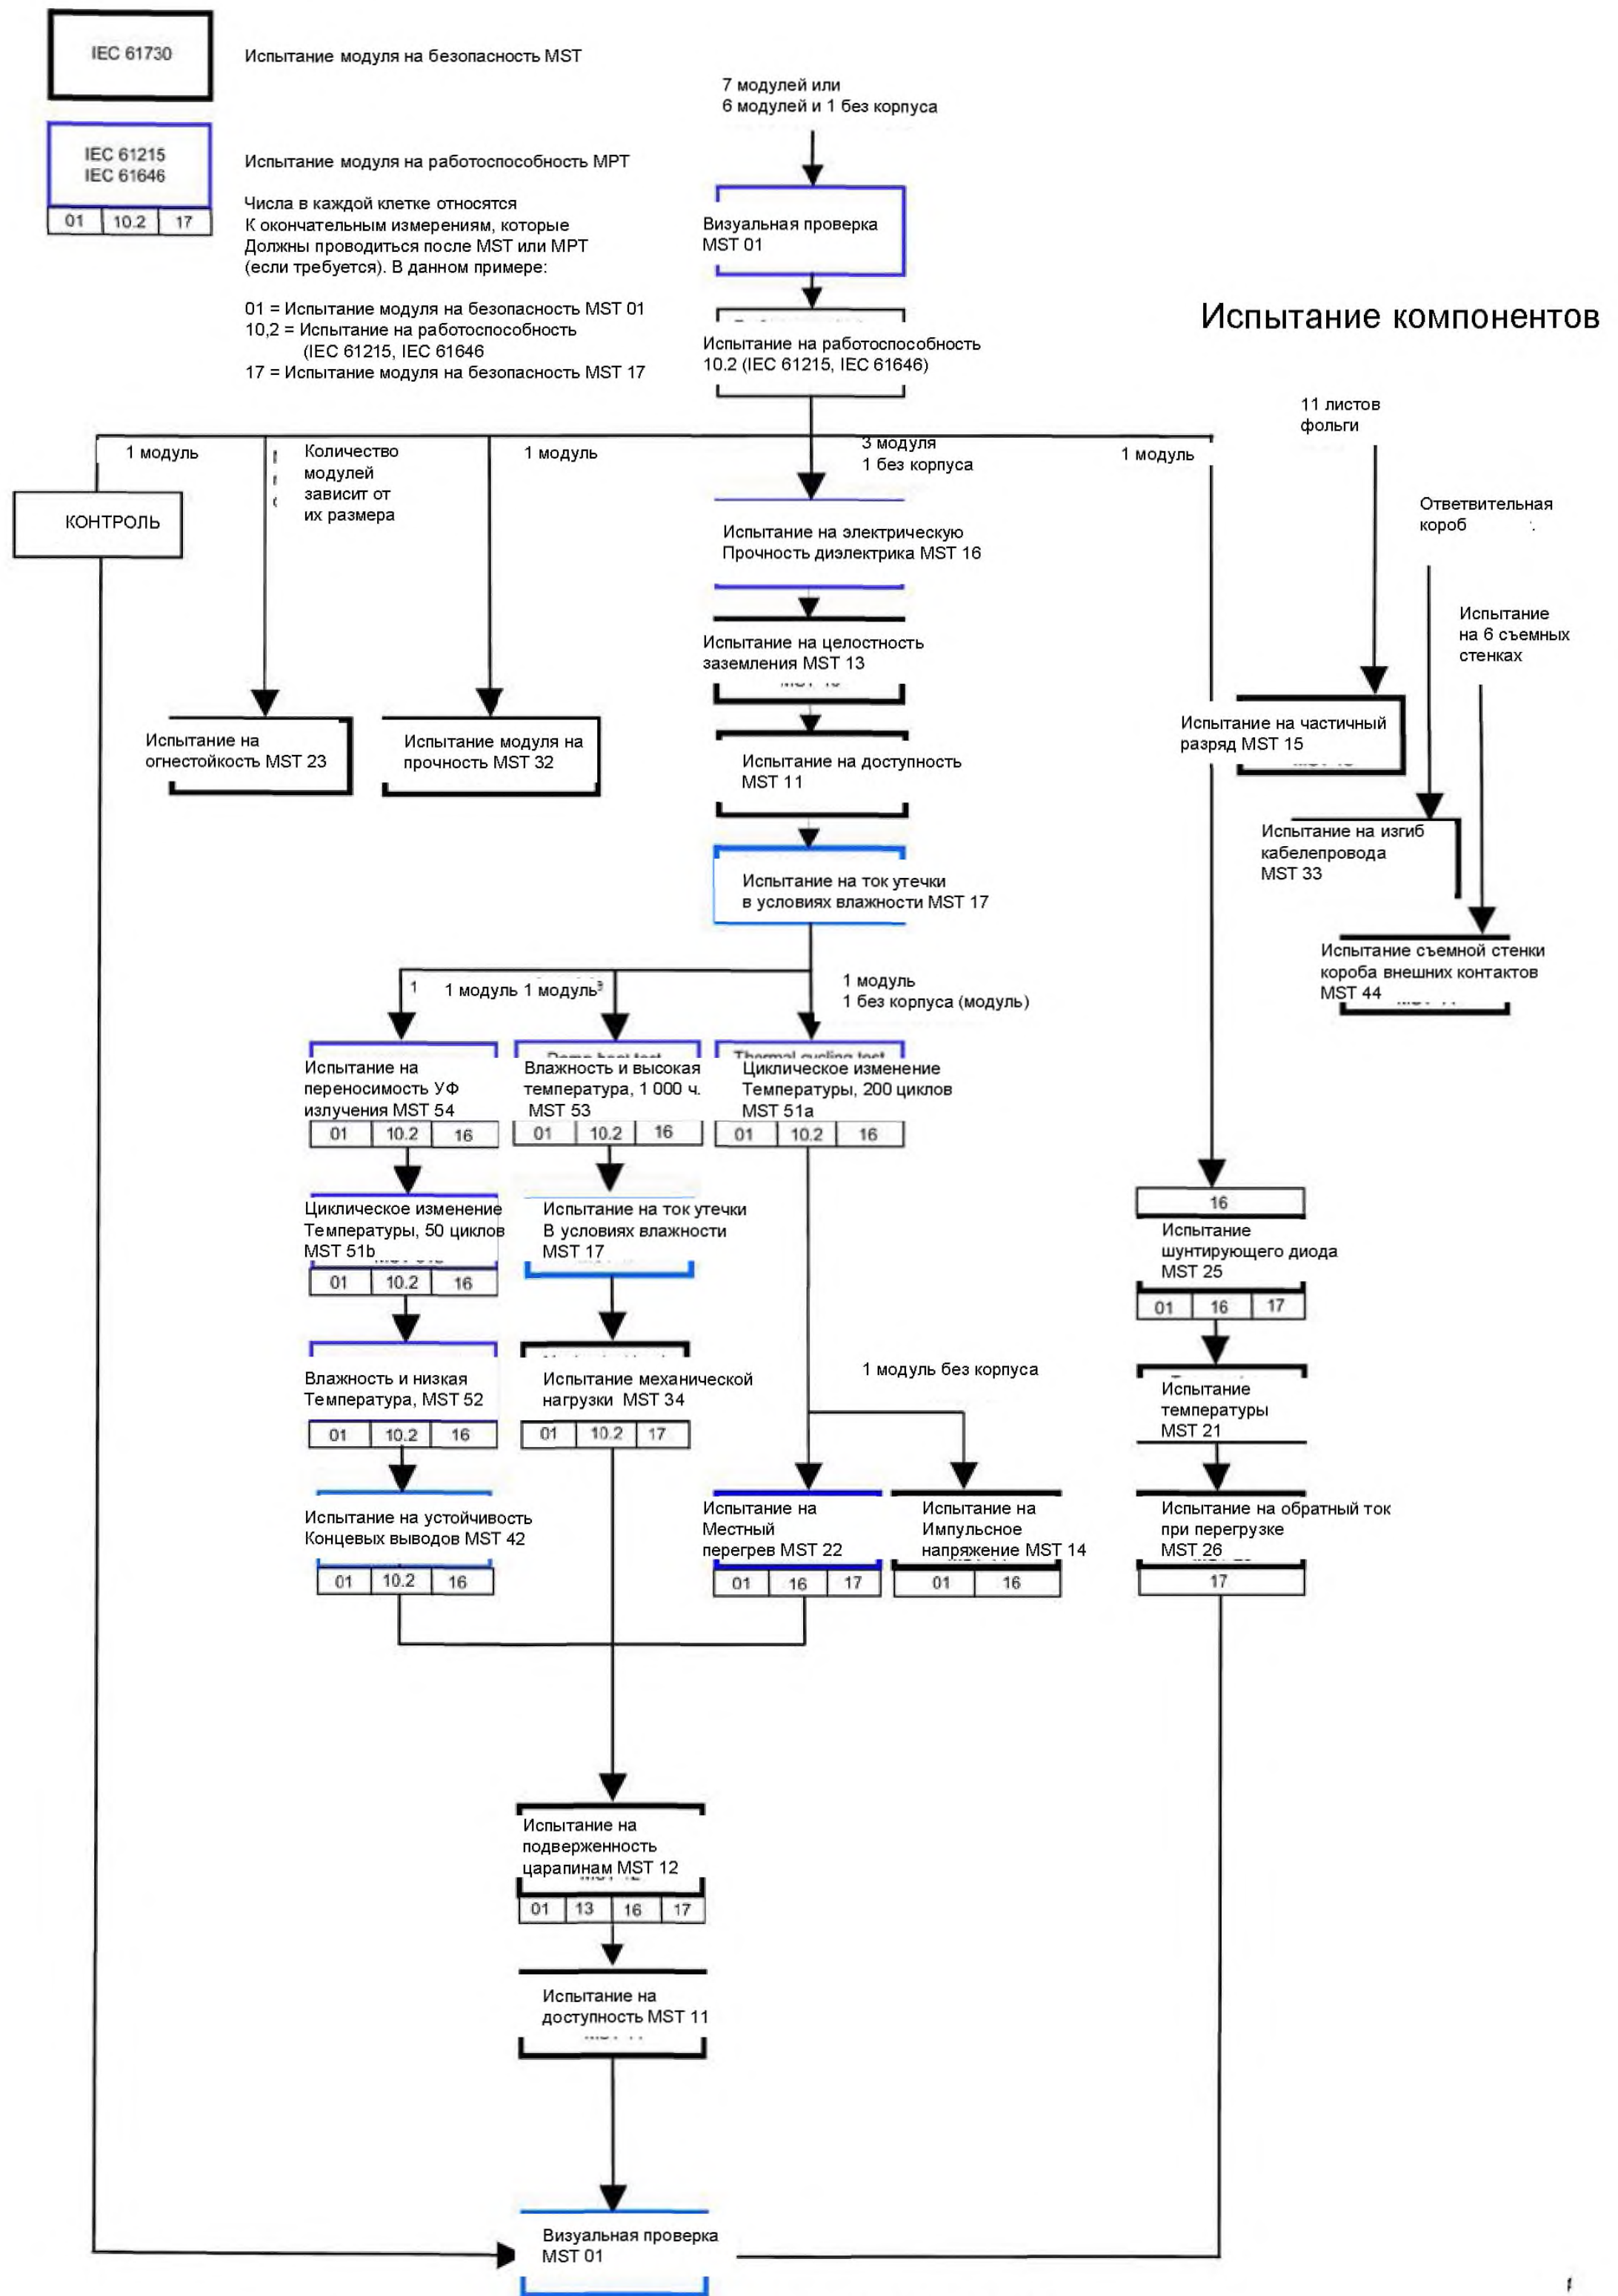 IEC 61730
Испытание модуля на безопасность MST
IEC 61215
IEC 61646
01 10.2 17
Испытание модуля на работоспособность МРТ
Числа в каждой клетке относятся
К окончательным измерениям, которые
Должны проводиться после MST или МРТ
(если требуется). В данном примере:
01 = Испытание модуля на безопасность MST 01
10,2 = Испытание на работоспособность
(IEC 61215, IEC 61646
17 = Испытание модуля на безопасность MST 17
7 модулей или
6 модулей и 1 без корпуса
Визуальная проверка
MST 01
Испытание на работоспособность
10.2 (IEC 61215, IEC 61646)
Испытание компонентов
1 модуль
Количество
модулей
зависит от
их размера
1 модуль
3 модуля
1 без корпуса
1 модуль
11 листов
фольги
Ответвительная
короб
Испытание
на 6 съемных
стенках
КОНТРОЛЬ
Испытание на электрическую
Прочность диэлектрика MST 16
Испытание на целостность
заземления MST 13
Испытание на
огнестойкость MST 23
Испытание модуля на
прочность MST 32
Испытание на доступность
MST 11
Испытание на частичный
разряд MST 15
Испытание на изгиб
кабелепровода
MST 33
Испытание на ток утечки
в условиях влажности MST 17
Испытание съемной стенки
короба внешних контактов
MST 44
1 1 модуль 1 модуль
1 модуль
1 без корпуса (модуль)
Испытание на
переносимость УФ
излучения MST 54
01 10.2 16
Влажность и высокая
температура, 1 000 ч.
MST 53
01 10.2 16
Thermal cycling test
Циклическое изменение
Температуры, 200 циклов
MST 51a
01 10.2 16
Циклическое изменение
Температуры, 50 циклов
MST 51b
01 10.2 16
Испытание на ток утечки
В условиях влажности
MST 17
16
Испытание
шунтирующего диода
MST 25
01 16 17
Влажность и низкая
Температура, MST 52
01 10.2 16
Испытание механической
нагрузки MST 34
01 10.2 17
1 модуль без корпуса
Испытание
температуры
MST 21
Испытание на устойчивость
Концевых выводов MST 42
01 10.2 16
Испытание на
Местный
перегрев MST 22
01 16 17
Испытание на
Импульсное
напряжение MST 14
01 16
Испытание на обратный ток
при перегрузке
MST 26
17
Испытание на
подверженность
царапинам MST 12
01 13 16 17
Испытание на
доступность MST 11
Визуальная проверка
MST 01